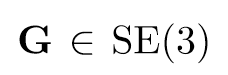 G ∈ SE(3)